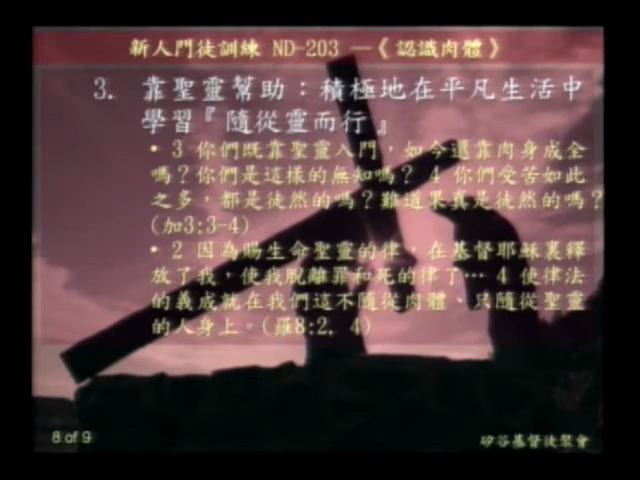 新人門徒訓練 ND-203 —《認識肉體》
3. 靠聖靈幫助：積極地在平凡生活中
學習『隨從靈而行』
• 3 你們既靠聖靈入門，如今還靠肉身成全
嗎？你們是這樣的無知嗎？ 4 你們受苦如此
之多，都是徒然的嗎？難道果真是徒然的嗎？
(加3:3-4)
• 2 因為賜生命聖靈的律，在基督耶穌裏釋
放了我，使我脫離罪和死的律了… 4 使律法
的義成就在我們這不隨從肉體、只隨從聖靈
的人身上。(羅8:2, 4)
8 of 9
矽谷基督徒聚會